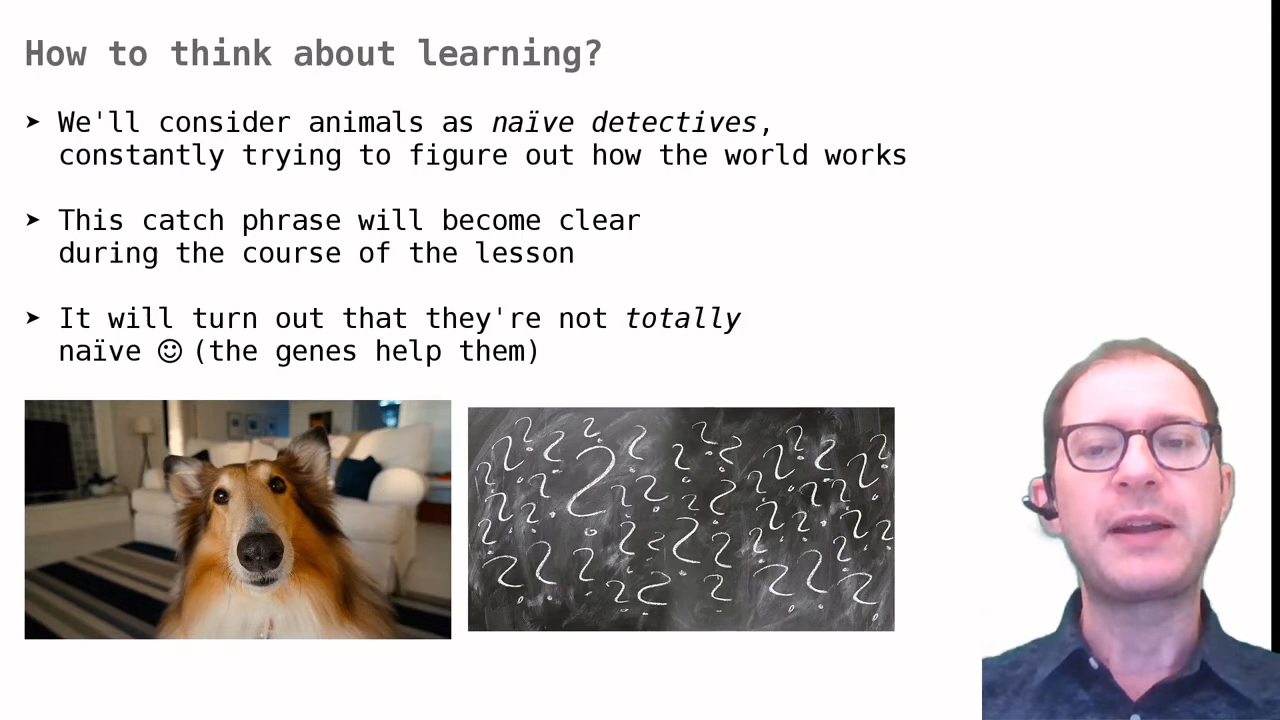 How to think about learning?
➤ We'll consider animals as naïve detectives,
constantly trying to figure out how the world works
➤ This catch phrase will become clear
during the course of the lesson
➤ It will turn out that they're not totally
naïve ☺ (the genes help them)